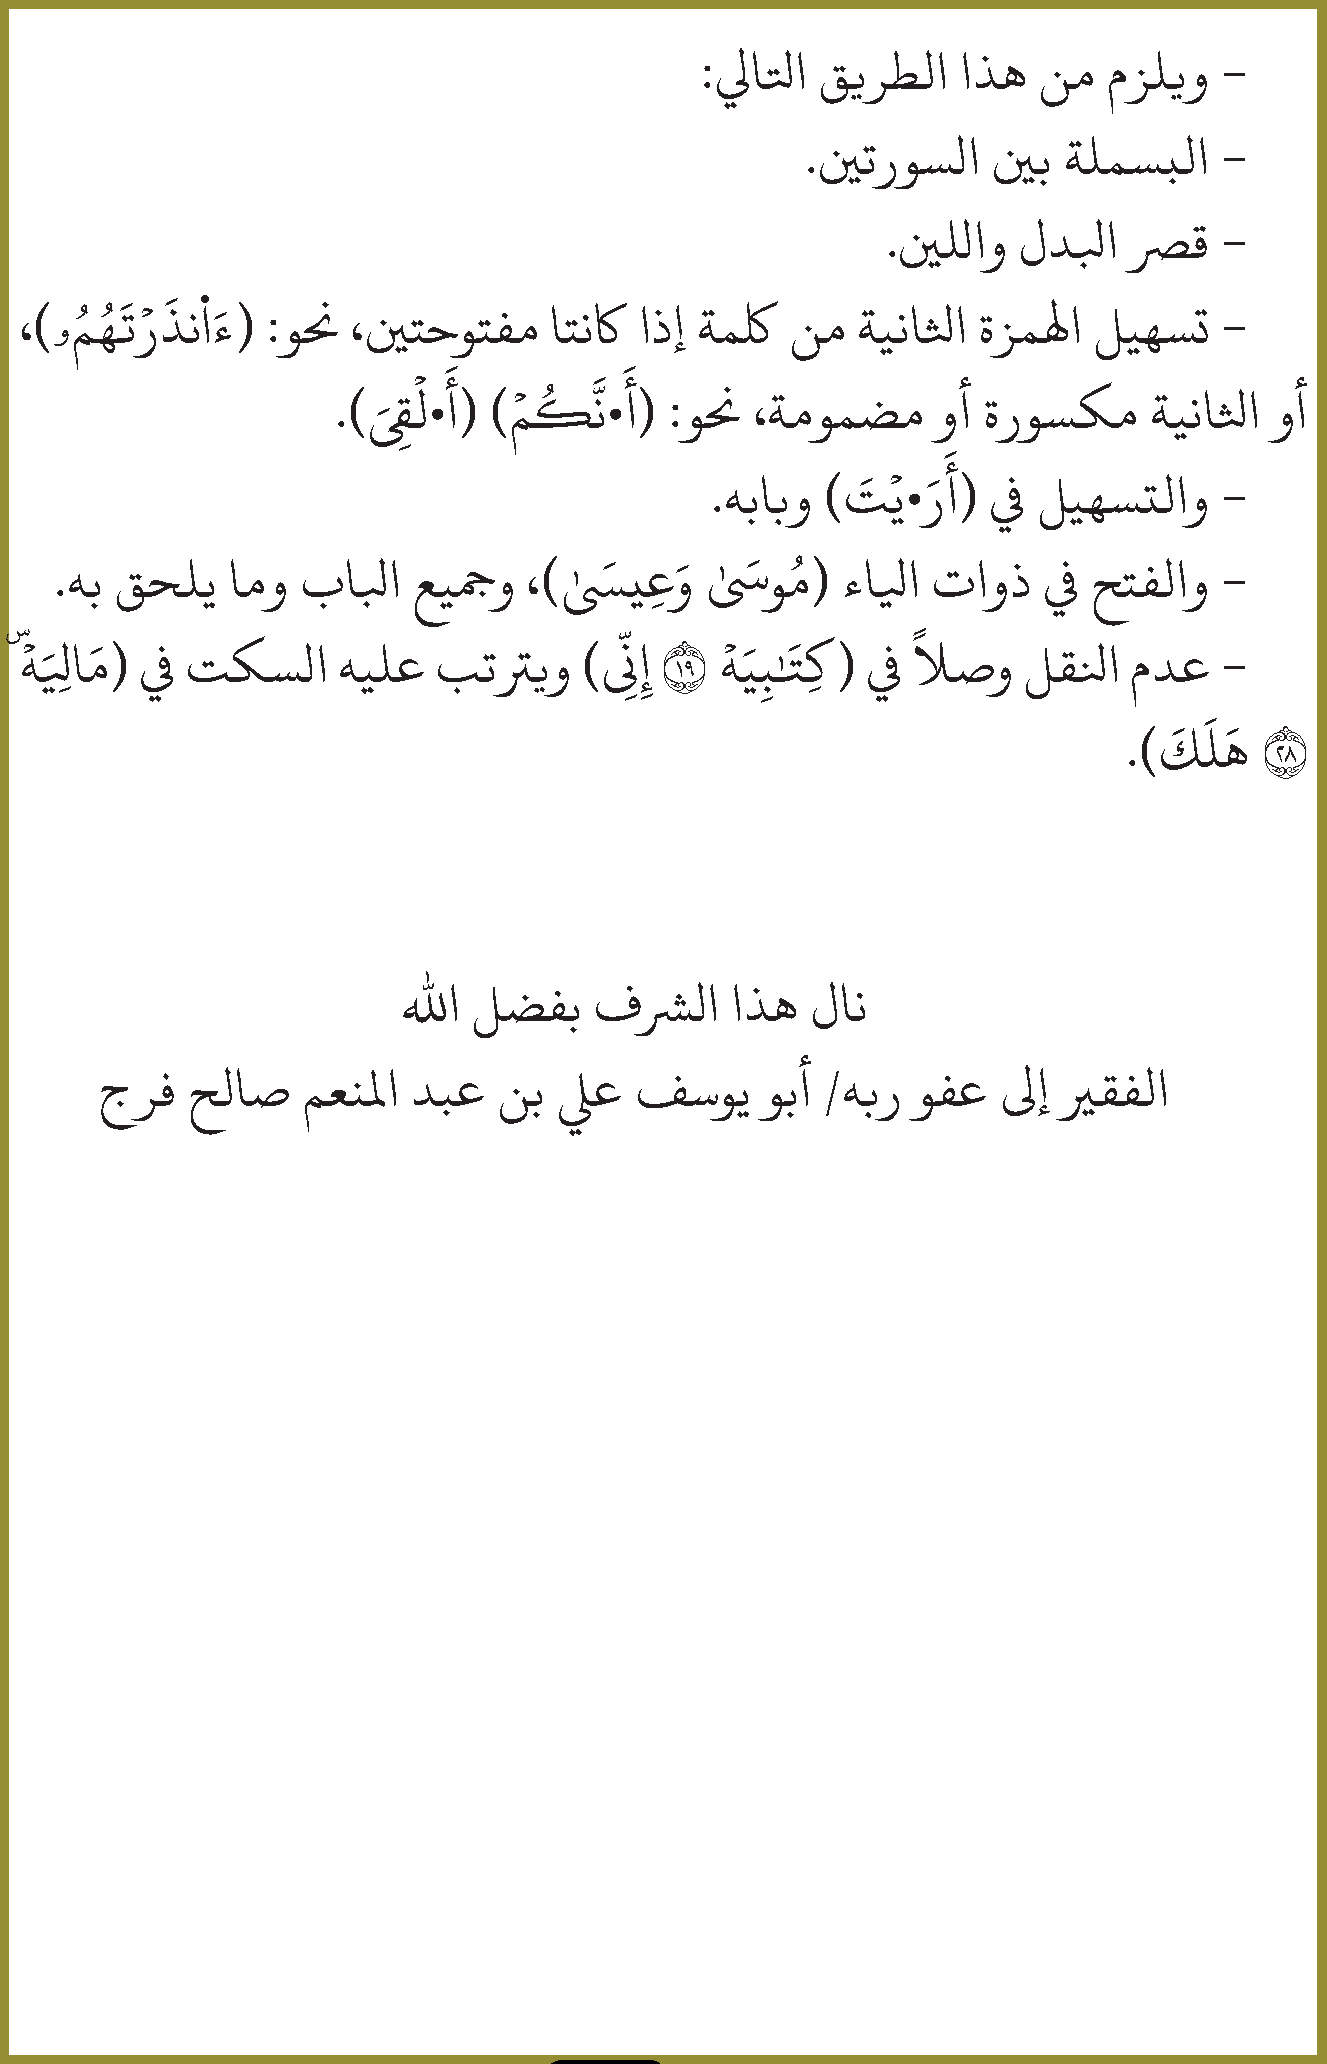 - ويلزم من هذا الطريق التالي:
- البسملة بين السورتين.
- قصر البدل واللين.
- تسهيل الهمزة الثانية من كلمة إذا كانتا مفتوحتين، نحو: (ءَا۬نذَرۡتَهُمُۥ)،
أو الثانية مكسورة أو مضمومة، نحو: (أَ•نَّكُمۡ) (أَ•لۡقِيَ).
- والتسهيل في (أَرَ•يۡتَ) وبابه.
- والفتح في ذوات الياء (مُوسَىٰ وَعِيسَىٰ)، وجميع الباب وما يلحق به.
- عدم النقل وصلاً في (كِتَٰبِيَهۡ ١٩ إِنِّي) ويترتب عليه السكت في (مَالِيَهۡۜ
٢٨ هَلَكَ).
نال هذا الشرف بفضل الله
الفقير إلى عفو ربه/ أبو يوسف علي بن عبد المنعم صالح فرج